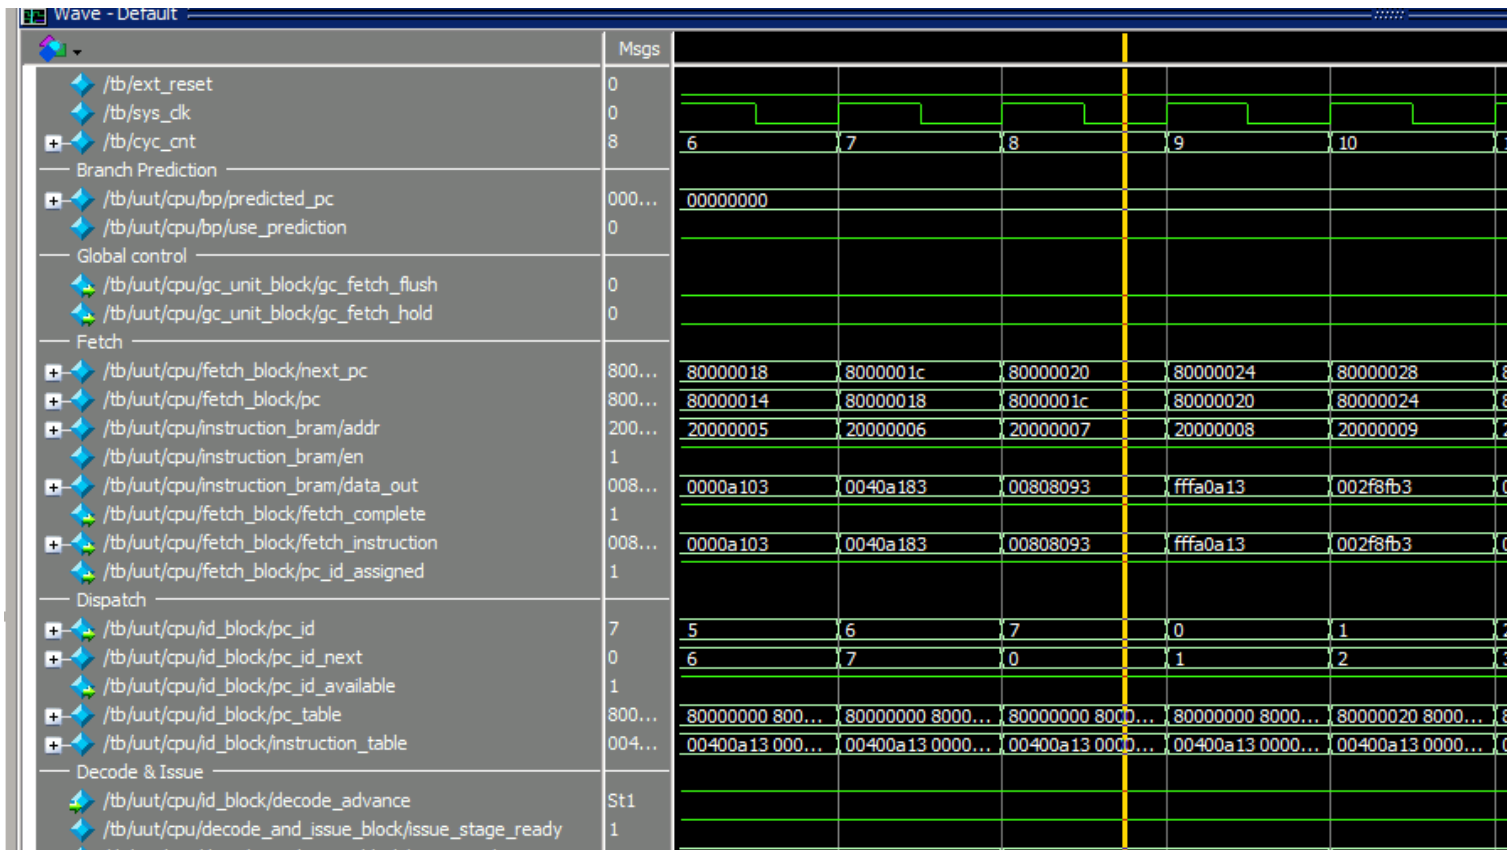 Wave - Default
Msgs
/tb/ext_reset 0
/tb/sys_clk 0
/tb/cyc_cnt 8 6 7 8 9 10
Branch Prediction
/tb/uut/cpu/bp/predicted_pc 000... 00000000
/tb/uut/cpu/bp/use_prediction 0
Global control
/tb/uut/cpu/gc_unit_block/gc_fetch_flush 0
/tb/uut/cpu/gc_unit_block/gc_fetch_hold 0
Fetch
/tb/uut/cpu/fetch_block/next_pc 800... 80000018 8000001c 80000020 80000024 80000028
/tb/uut/cpu/fetch_block/pc 800... 80000014 80000018 8000001c 80000020 80000024
/tb/uut/cpu/instruction_bram/addr 200... 20000005 20000006 20000007 20000008 20000009
/tb/uut/cpu/instruction_bram/en 1
/tb/uut/cpu/instruction_bram/data_out 008... 0000a103 0040a183 00808093 fffa0a13 002f8fb3
/tb/uut/cpu/fetch_block/fetch_complete 1
/tb/uut/cpu/fetch_block/fetch_instruction 008... 0000a103 0040a183 00808093 fffa0a13 002f8fb3
/tb/uut/cpu/fetch_block/pc_id_assigned 1
Dispatch
/tb/uut/cpu/id_block/pc_id 7 5 6 7 0 1
/tb/uut/cpu/id_block/pc_id_next 0 6 7 0 1 2
/tb/uut/cpu/id_block/pc_id_available 1
/tb/uut/cpu/id_block/pc_table 800... 80000000 800... 80000000 8000... 80000000 8000... 80000000 8000... 80000020 8000...
/tb/uut/cpu/id_block/instruction_table 004... 00400a13 000... 00400a13 0000... 00400a13 0000... 00400a13 0000... 00400a13 0000...
Decode & Issue
/tb/uut/cpu/id_block/decode_advance St1
/tb/uut/cpu/decode_and_issue_block/issue_stage_ready 1